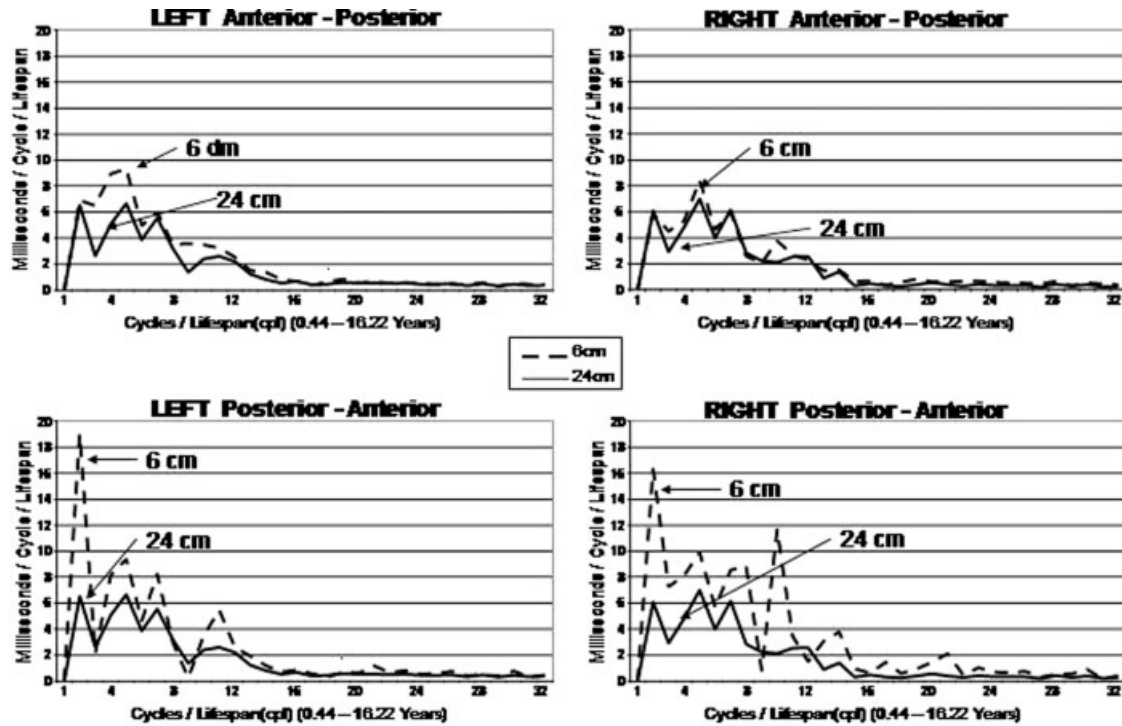 LEFT Anterior - Posterior
Milliseconds / Cycle / Lifespan
20
18
16
14
12
10
8
6
4
2
0
6 dm
24 cm
1 4 8 12 16 20 24 28 32
Cycles / Lifespan(cpl) (0.44 – 16.22 Years)
RIGHT Anterior - Posterior
Milliseconds / Cycle / Lifespan
20
18
16
14
12
10
8
6
4
2
0
6 cm
24 cm
1 4 8 12 16 20 24 28 32
Cycles / Lifespan(cpl) (0.44 – 16.22 Years)
6cm
24cm
LEFT Posterior - Anterior
Milliseconds / Cycle / Lifespan
20
18
16
14
12
10
8
6
4
2
0
6 cm
24 cm
1 4 8 12 16 20 24 28 32
Cycles / Lifespan(cpl) (0.44 – 16.22 Years)
RIGHT Posterior - Anterior
Milliseconds / Cycle / Lifespan
20
18
16
14
12
10
8
6
4
2
0
6 cm
24 cm
1 4 8 12 16 20 24 28 32
Cycles / Lifespan(cpl) (0.44 – 16.22 Years)